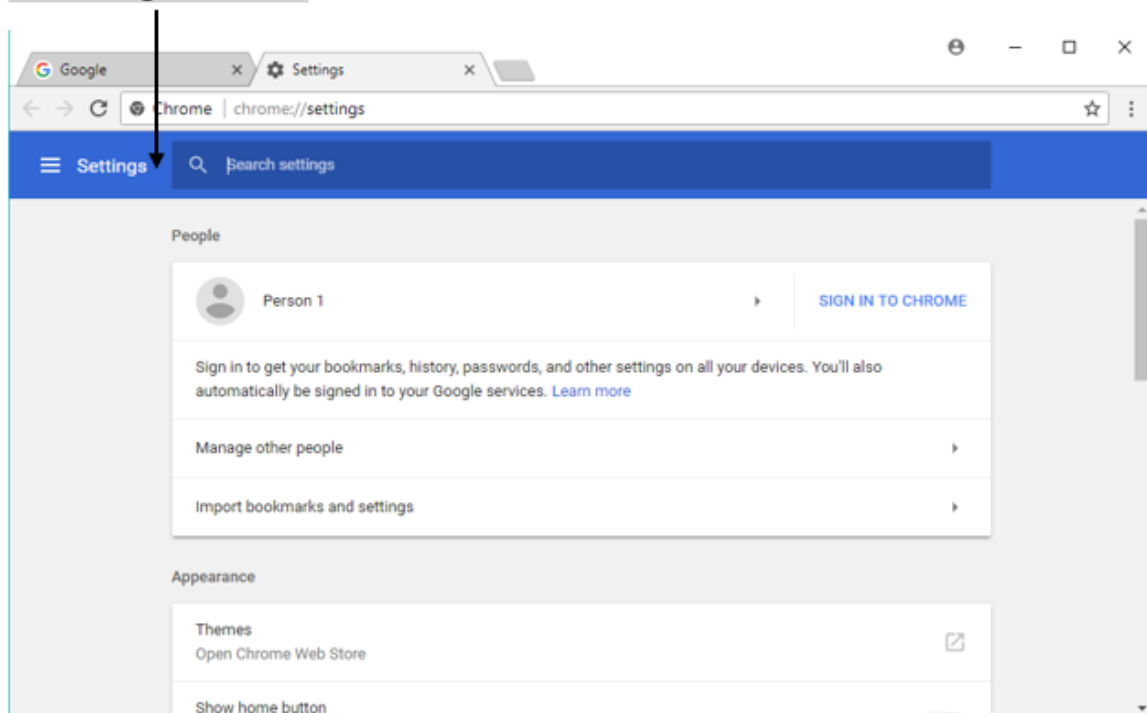 Google
Settings
Chrome | chrome://settings
Settings
Search settings
People
Person 1
SIGN IN TO CHROME
Sign in to get your bookmarks, history, passwords, and other settings on all your devices. You'll also
automatically be signed in to your Google services. Learn more
Manage other people
Import bookmarks and settings
Appearance
Themes
Open Chrome Web Store
Show home button